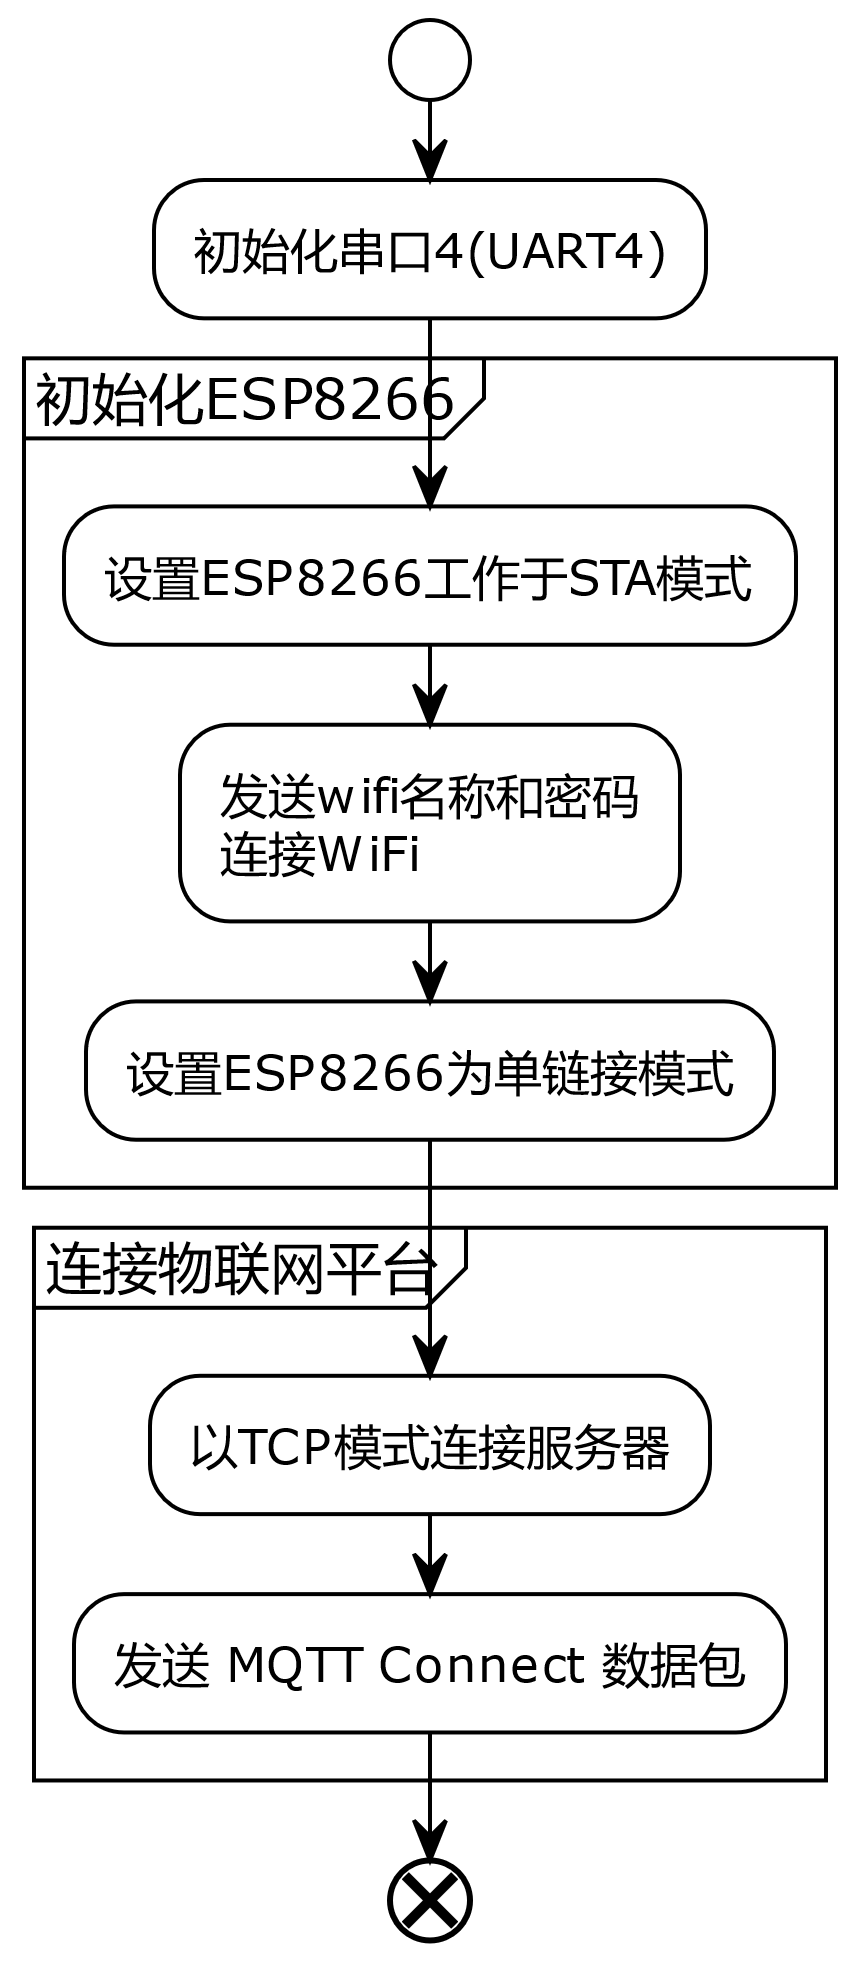 初始化串口4(UART4)
初始化ESP8266
设置ESP8266工作于STA模式
发送wifi名称和密码
连接WiFi
设置ESP8266为单链接模式
连接物联网平台
以TCP模式连接服务器
发送 MQTT Connect 数据包